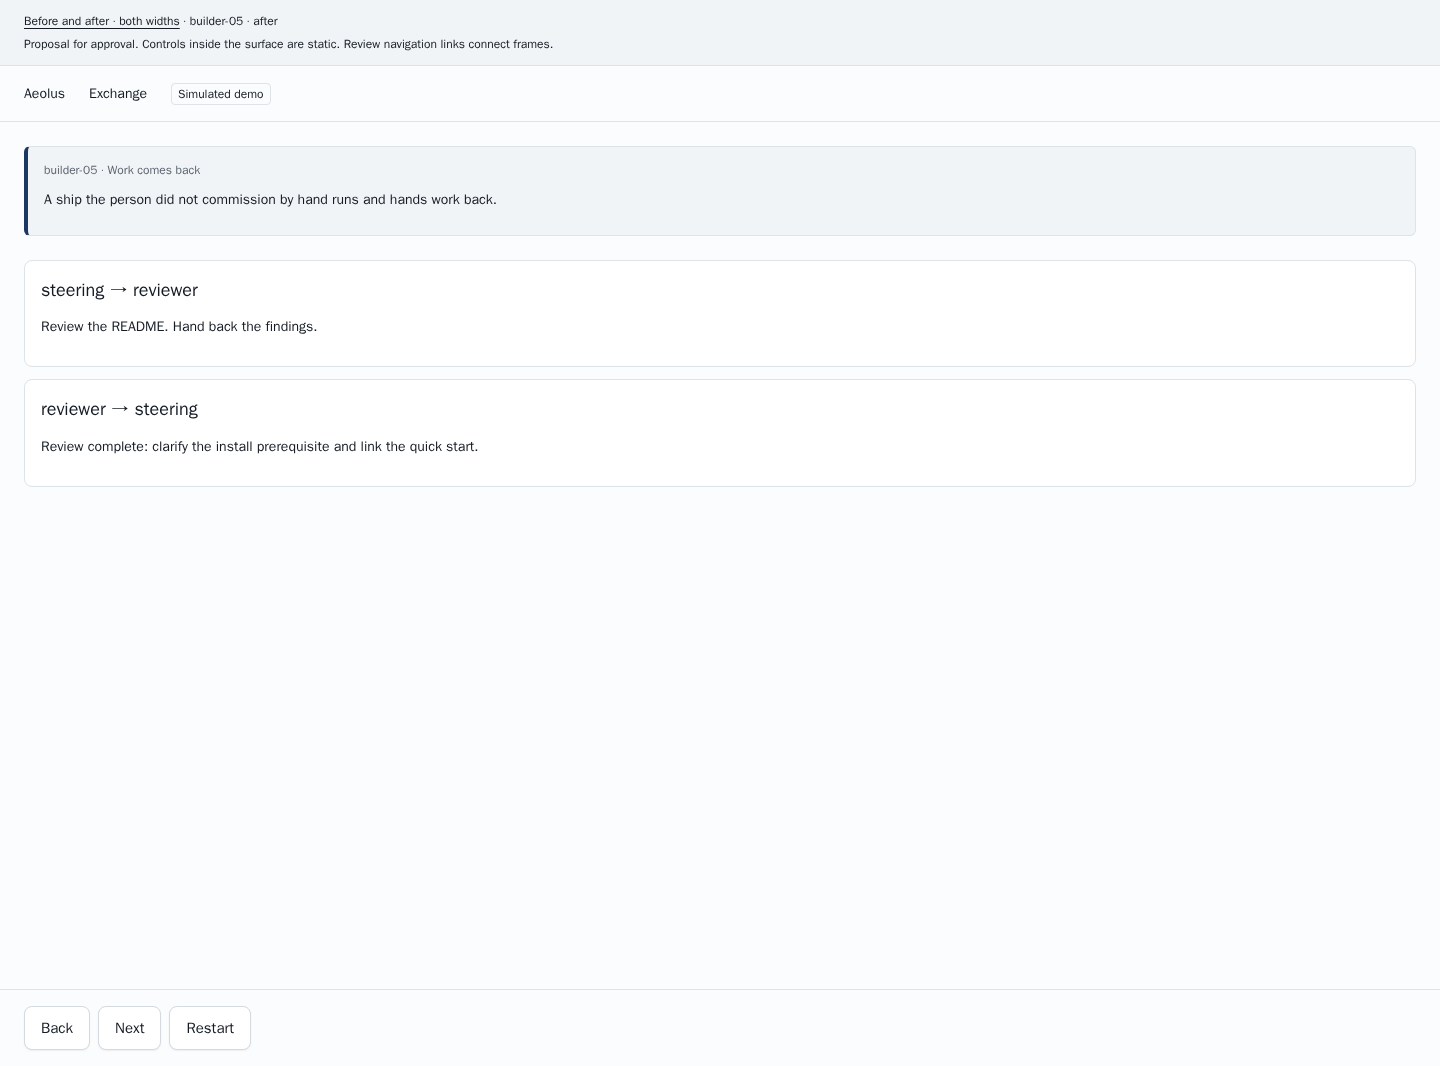 Before and after · both widths · builder-05 · after
Proposal for approval. Controls inside the surface are static. Review navigation links connect frames.
Aeolus Exchange Simulated demo
builder-05 · Work comes back
A ship the person did not commission by hand runs and hands work back.
steering → reviewer
Review the README. Hand back the findings.
reviewer → steering
Review complete: clarify the install prerequisite and link the quick start.
Back Next Restart